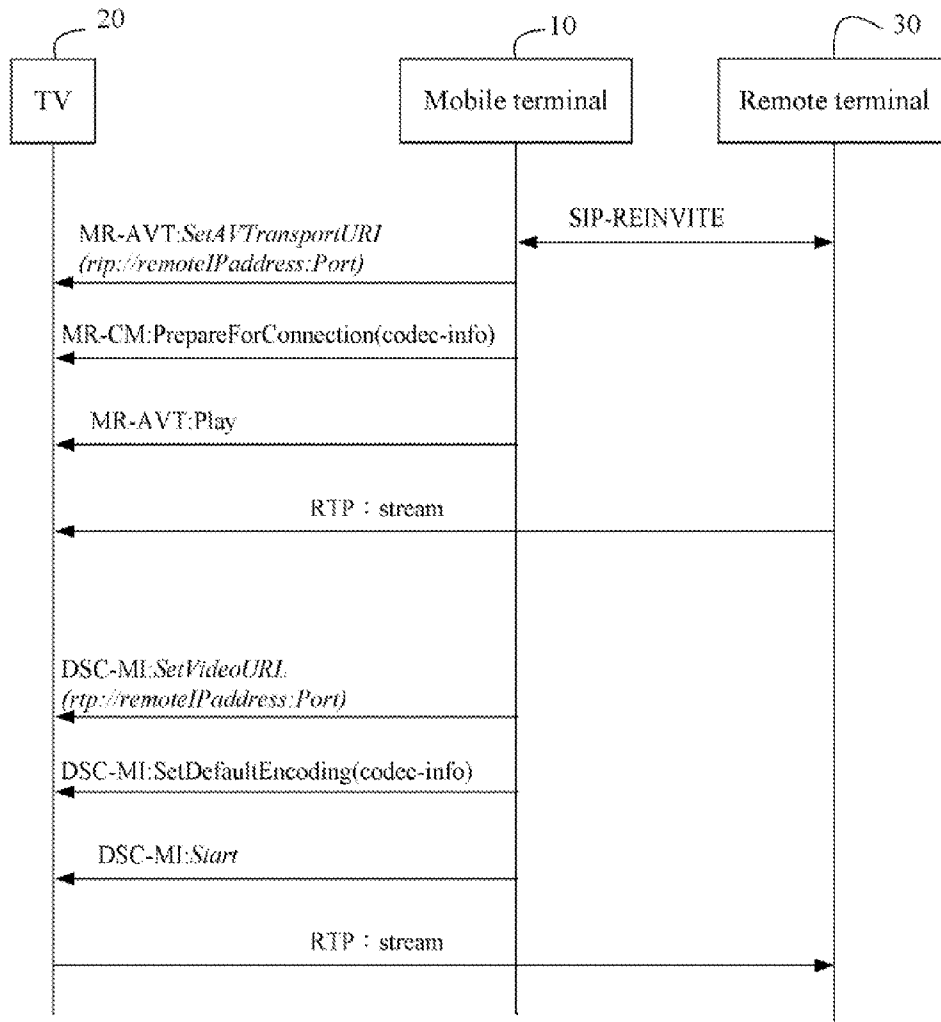 20
10
30
TV
Mobile terminal
Remote terminal
SIP-REINVITE
MR-AVT:SetAVTransportURI
(rtp://remoteIPaddress:Port)
MR-CM:PrepareForConnection(codec-info)
MR-AVT:Play
RTP：stream
DSC-MI:SetVideoURL
(rtp://remoteIPaddress:Port)
DSC-MI:SetDefaultEncoding(codec-info)
DSC-MI:Start
RTP：stream